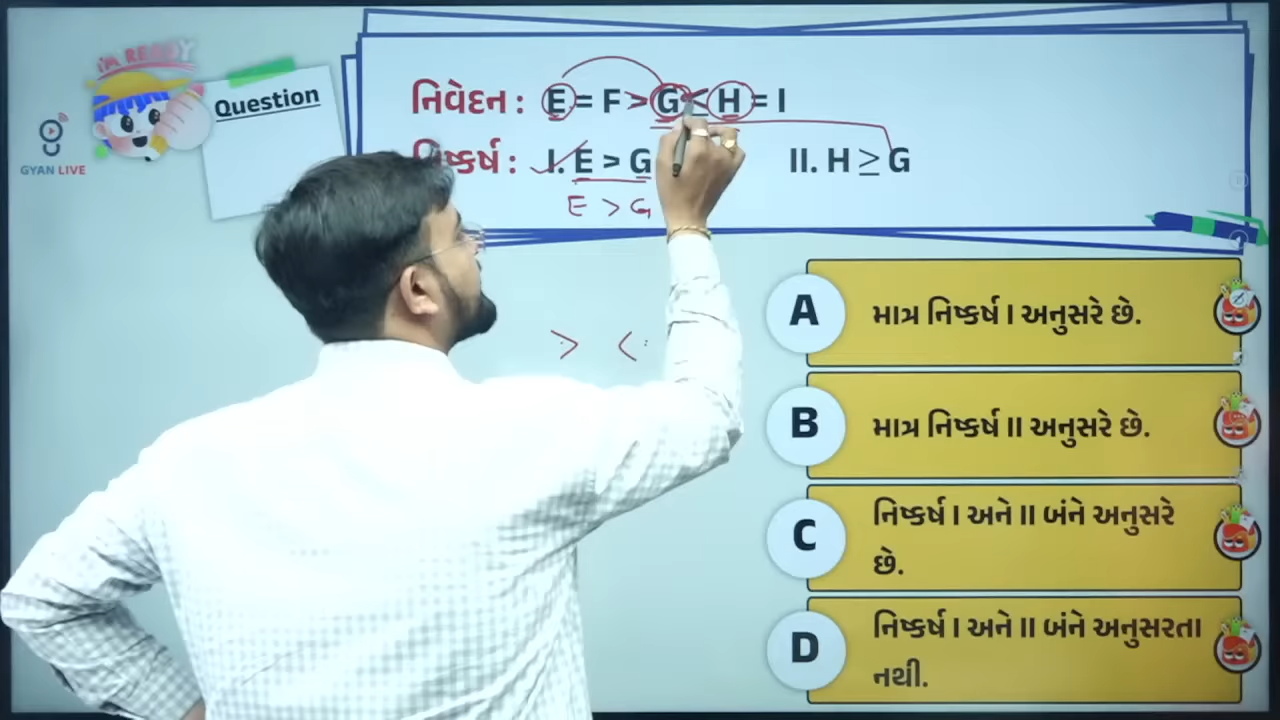 I'M READY
Question
GYAN LIVE
નિવેદન : E = F > G ≤ H = I
નિષ્કર્ષ : I. E > G II. H ≥ G
E > G
> <
A માત્ર નિષ્કર્ષ I અનુસરે છે.
B માત્ર નિષ્કર્ષ II અનુસરે છે.
C નિષ્કર્ષ I અને II બંને અનુસરે
છે.
D નિષ્કર્ષ I અને II બંને અનુસરતા
નથી.